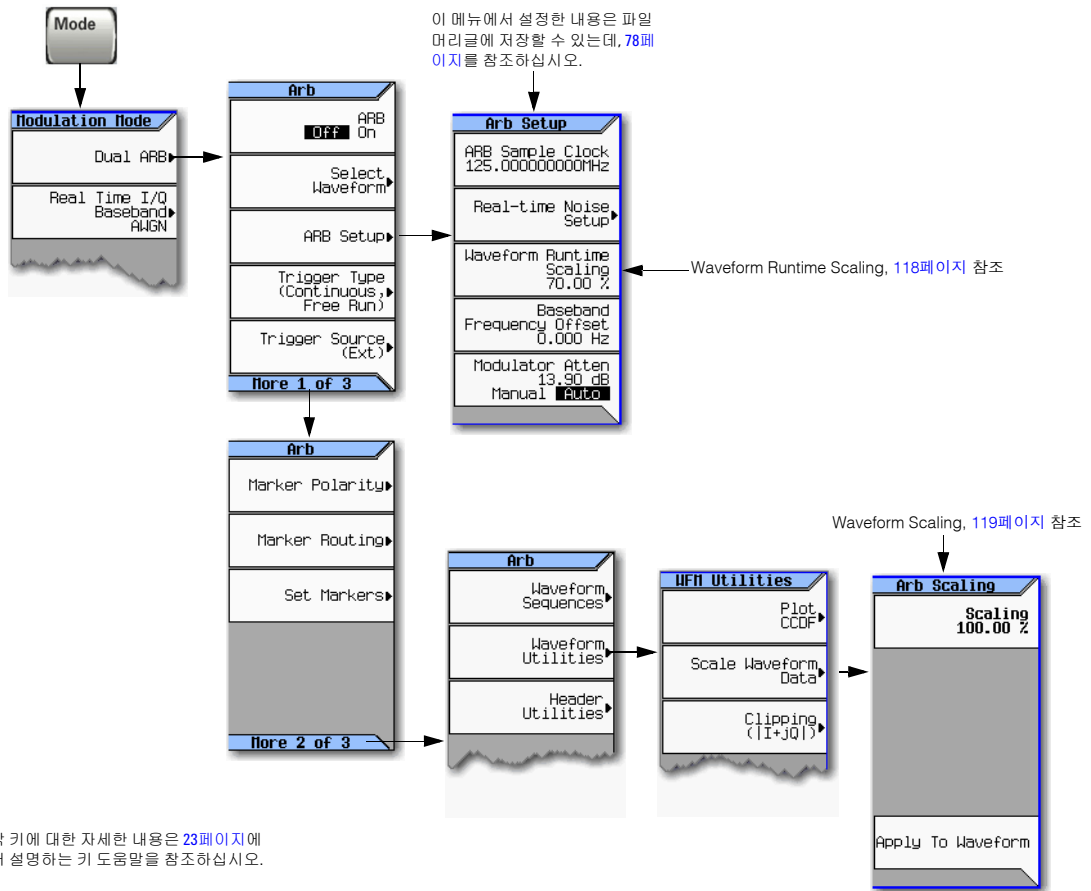 Mode
이 메뉴에서 설정한 내용은 파일
머리글에 저장할 수 있는데, 78페
이지를 참조하십시오.
Modulation Mode
Dual ARB
Real Time I/Q
Baseband
AWGN
Arb
ARB
Off On
Select
Waveform
ARB Setup
Trigger Type
(Continuous,
Free Run)
Trigger Source
(Ext)
More 1 of 3
Arb Setup
ARB Sample Clock
125.000000000MHz
Real-time Noise
Setup
Waveform Runtime
Scaling
70.00 %
Baseband
Frequency Offset
0.000 Hz
Modulator Atten
13.90 dB
Manual Auto
Waveform Runtime Scaling, 118페이지 참조
Arb
Marker Polarity
Marker Routing
Set Markers
More 2 of 3
Arb
Waveform
Sequences
Waveform
Utilities
Header
Utilities
WFM Utilities
Plot
CCDF
Scale Waveform
Data
Clipping
(|I+jQ|)
Waveform Scaling, 119페이지 참조
Arb Scaling
Scaling
100.00 %
Apply To Waveform
키에 대한 자세한 내용은 23페이지에
설명하는 키 도움말을 참조하십시오.